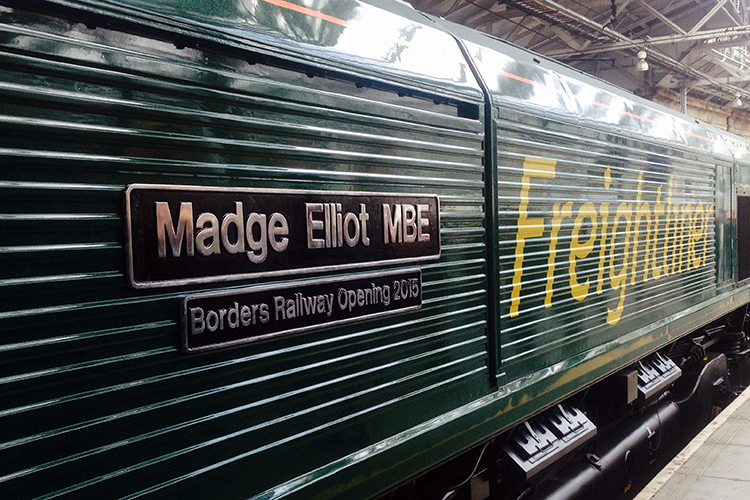 Madge Elliot MBE
Borders Railway Opening 2015
Freightliner